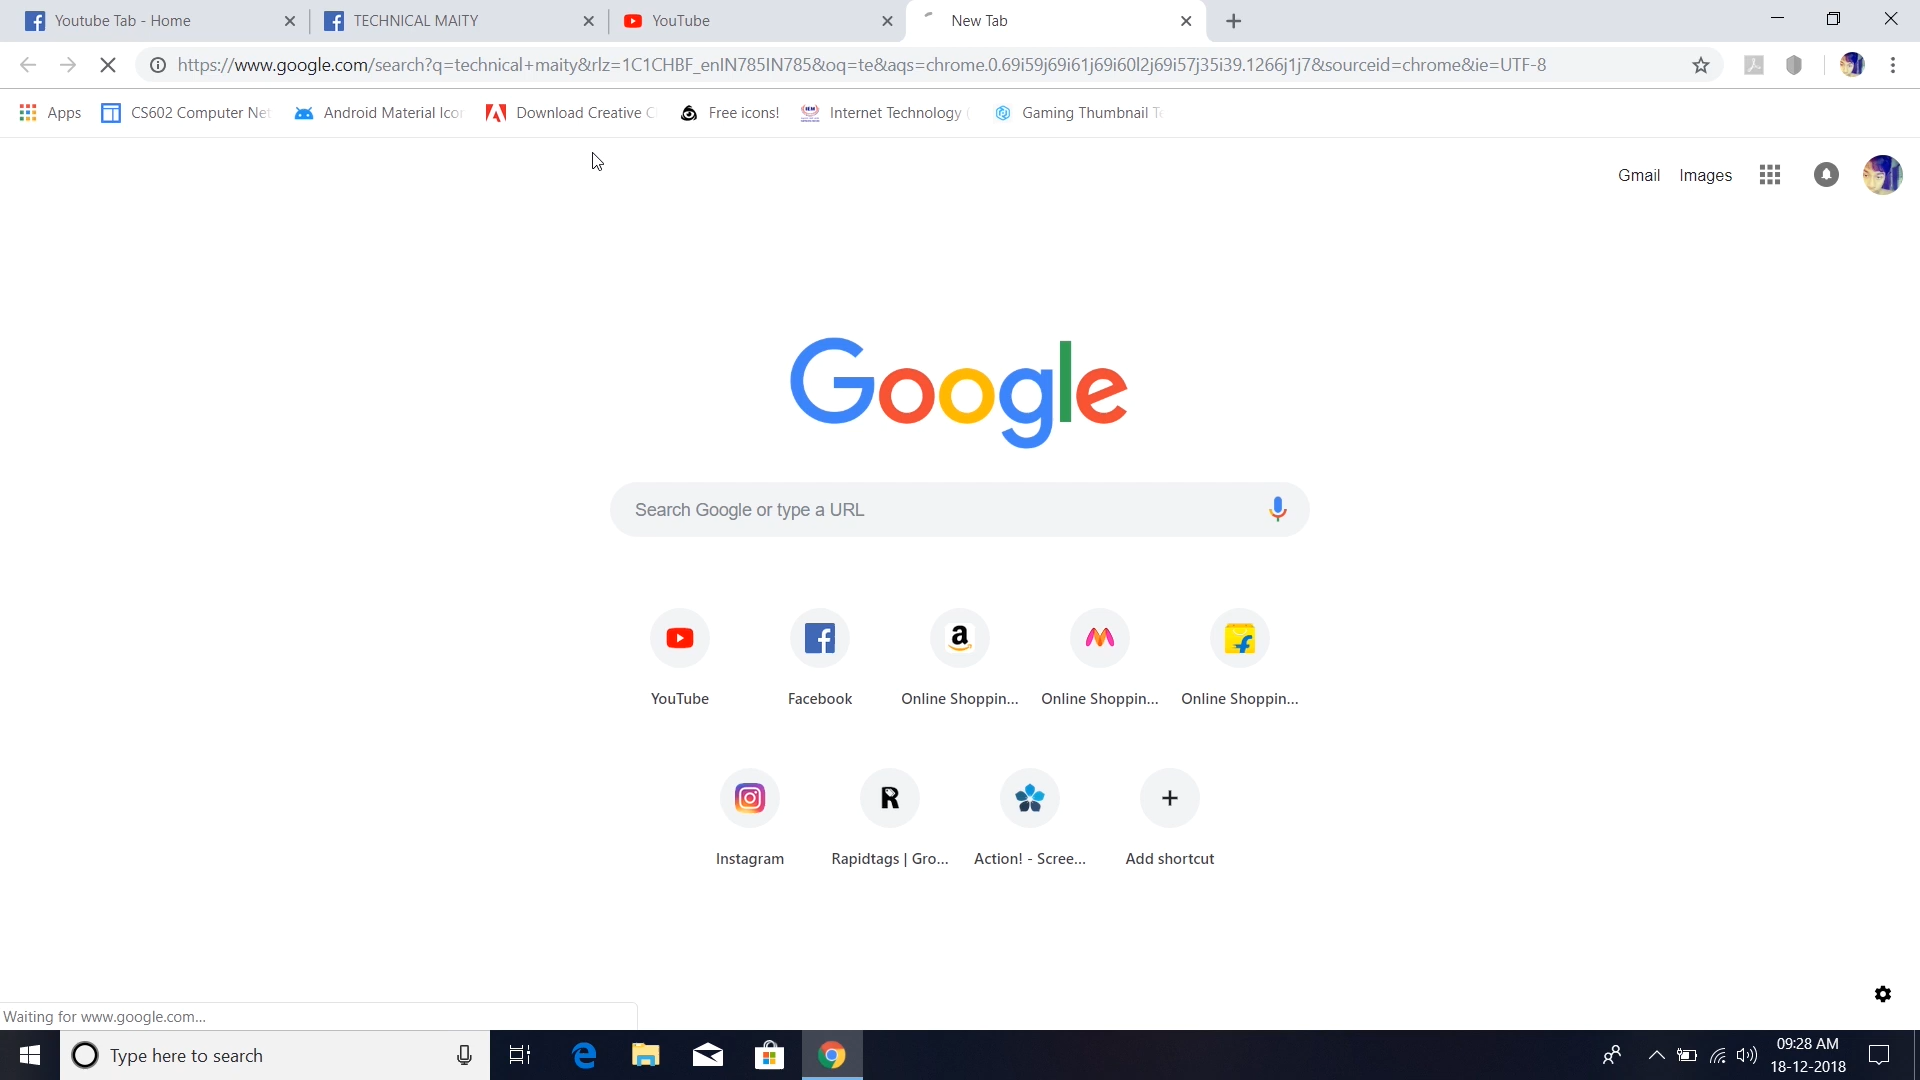 Youtube Tab - Home
TECHNICAL MAITY
YouTube
New Tab
https://www.google.com/search?q=technical+maity&rlz=1C1CHBF_enIN785IN785&oq=te&aqs=chrome.0.69i59j69i61j69i60l2j69i57j35i39.1266j1j7&sourceid=chrome&ie=UTF-8
Apps
CS602 Computer Net
Android Material Ico
Download Creative C
Free icons!
Internet Technology (
Gaming Thumbnail Te
Gmail
Images
Google
Search Google or type a URL
YouTube
Facebook
Online Shoppin...
Online Shoppin...
Online Shoppin...
Instagram
Rapidtags | Gro...
Action! - Scree...
Add shortcut
Waiting for www.google.com...
Type here to search
09:28 AM
18-12-2018